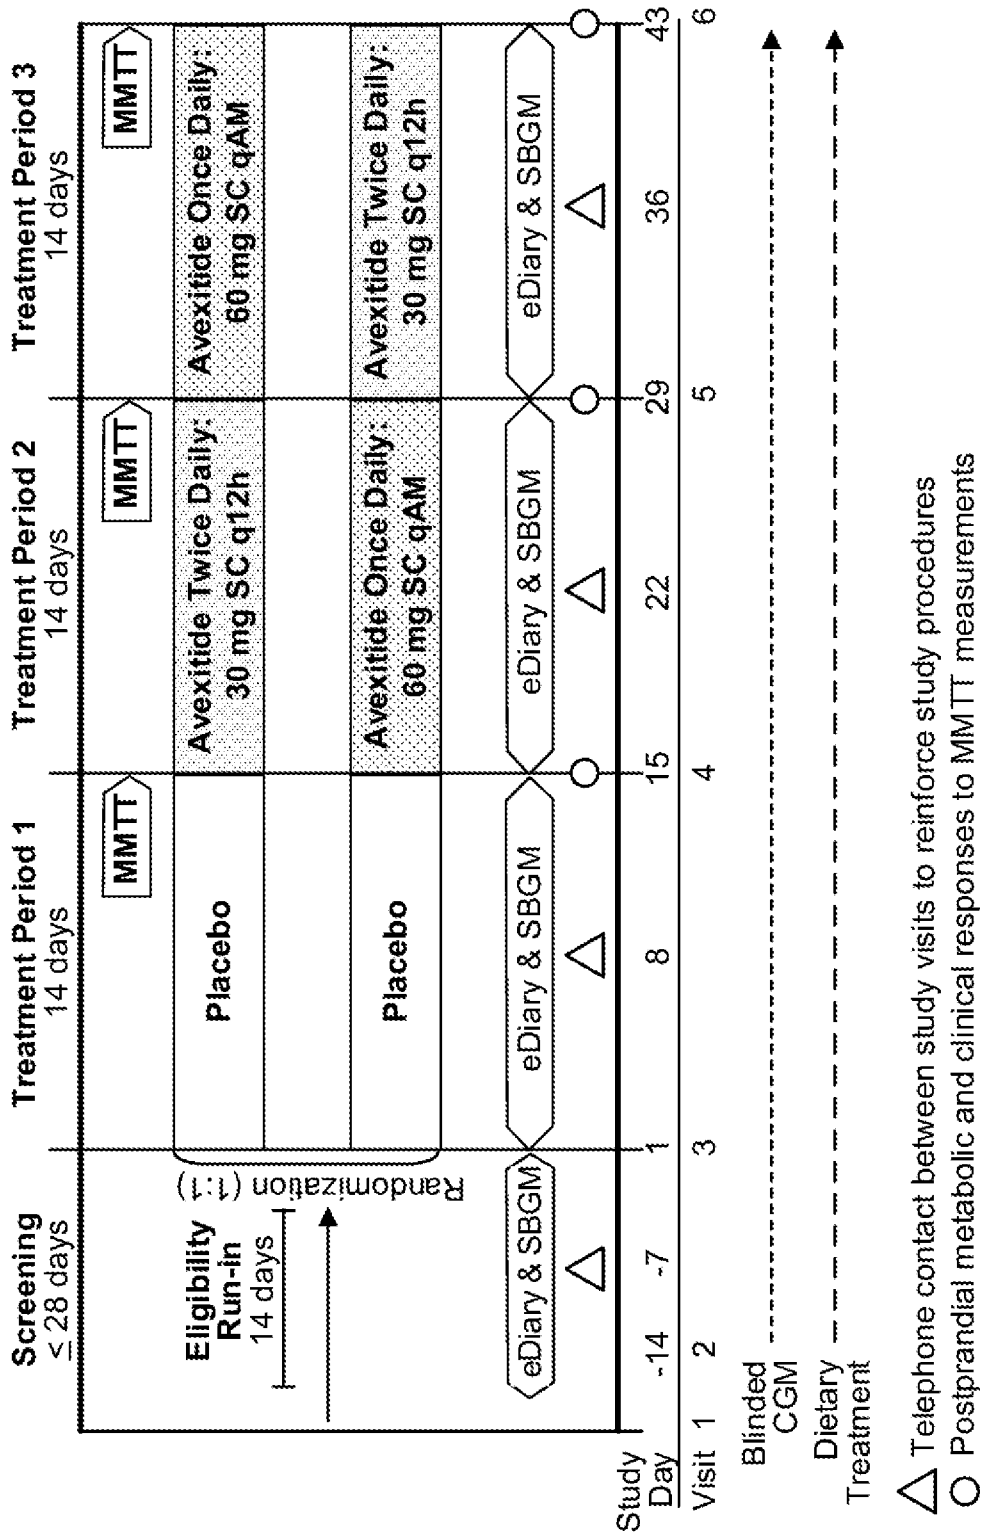 Screening
≤ 28 days
Treatment Period 1
14 days
Treatment Period 2
14 days
Treatment Period 3
14 days
MMTT
MMTT
MMTT
Eligibility
Run-in
14 days
Randomization (1:1)
Placebo
Avexitide Twice Daily:
30 mg SC q12h
Avexitide Once Daily:
60 mg SC qAM
Placebo
Avexitide Once Daily:
60 mg SC qAM
Avexitide Twice Daily:
30 mg SC q12h
eDiary & SBGM
eDiary & SBGM
eDiary & SBGM
eDiary & SBGM
Study
Day -14 -7 1 8 15 22 29 36 43
Visit 1 2 3 4 5 6
Blinded
CGM
Dietary
Treatment
Telephone contact between study visits to reinforce study procedures
Postprandial metabolic and clinical responses to MMTT measurements